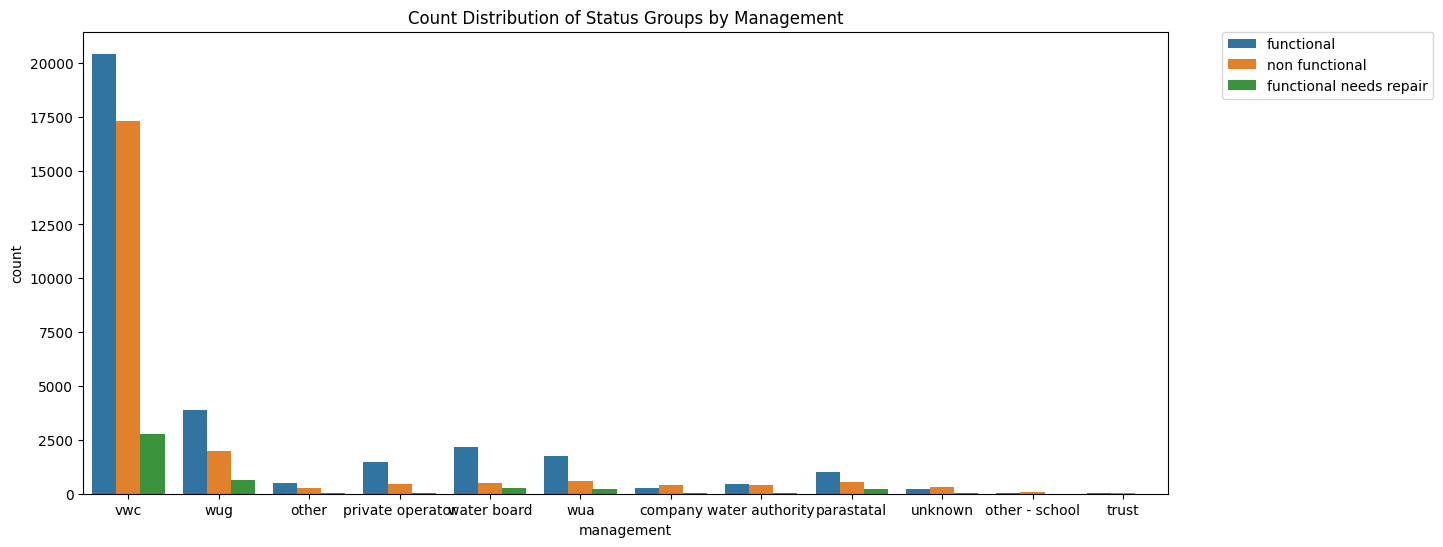 Count Distribution of Status Groups by Management
functional
non functional
functional needs repair
20000
17500
15000
12500
10000
7500
5000
2500
0
count
vwc wug other private operator water board wua company water authority parastatal unknown other - school trust
management